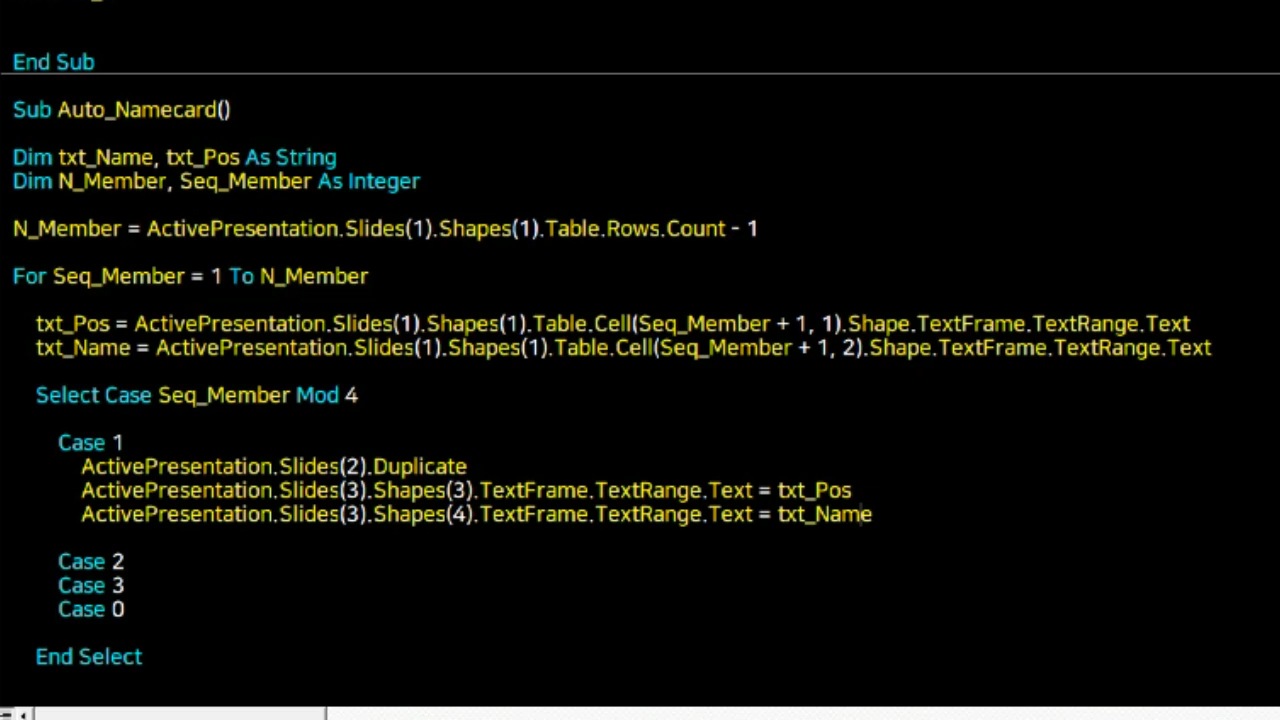 End Sub
Sub Auto_Namecard()
Dim txt_Name, txt_Pos As String
Dim N_Member, Seq_Member As Integer
N_Member = ActivePresentation.Slides(1).Shapes(1).Table.Rows.Count - 1
For Seq_Member = 1 To N_Member
txt_Pos = ActivePresentation.Slides(1).Shapes(1).Table.Cell(Seq_Member + 1, 1).Shape.TextFrame.TextRange.Text
txt_Name = ActivePresentation.Slides(1).Shapes(1).Table.Cell(Seq_Member + 1, 2).Shape.TextFrame.TextRange.Text
Select Case Seq_Member Mod 4
Case 1
ActivePresentation.Slides(2).Duplicate
ActivePresentation.Slides(3).Shapes(3).TextFrame.TextRange.Text = txt_Pos
ActivePresentation.Slides(3).Shapes(4).TextFrame.TextRange.Text = txt_Name
Case 2
Case 3
Case 0
End Select